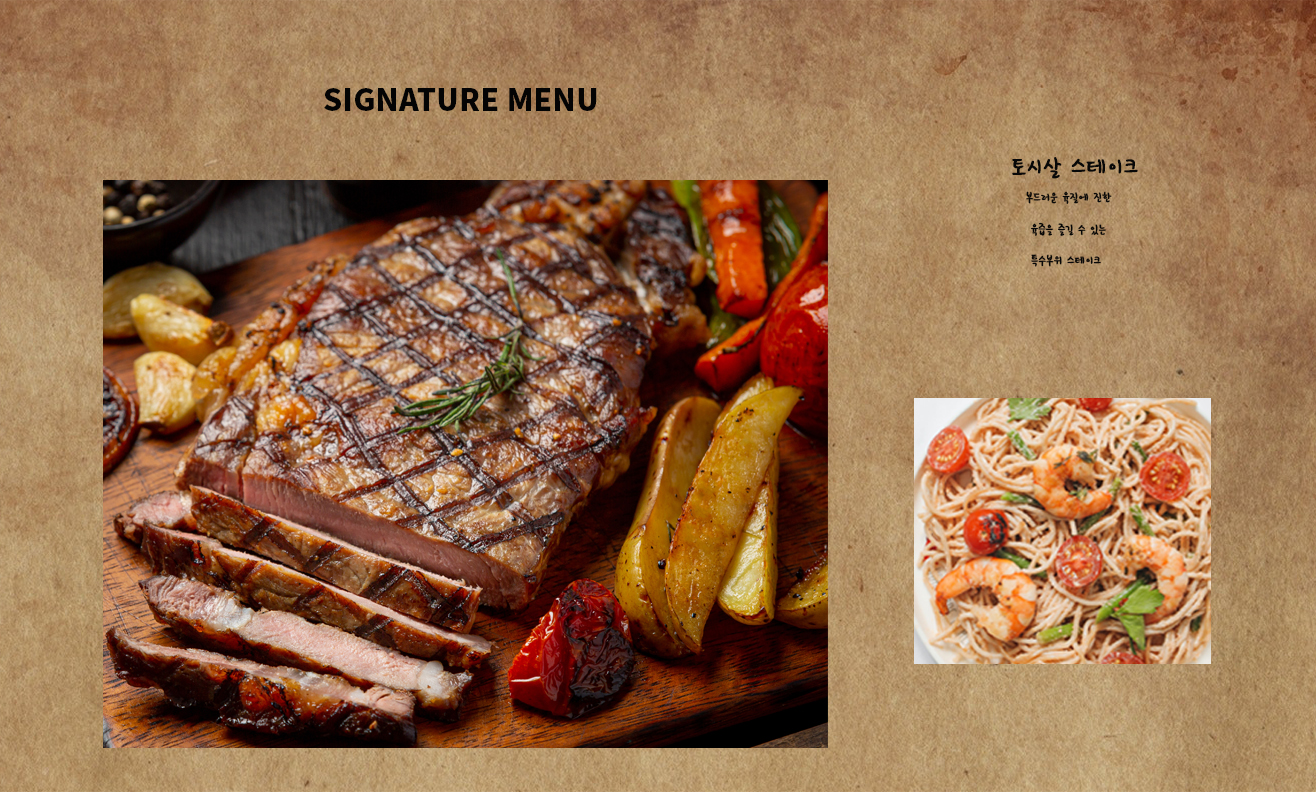 SIGNATURE MENU
토시살 스테이크
부드러운 육질에 진한
육즙을 즐길 수 있는
특수부위 스테이크